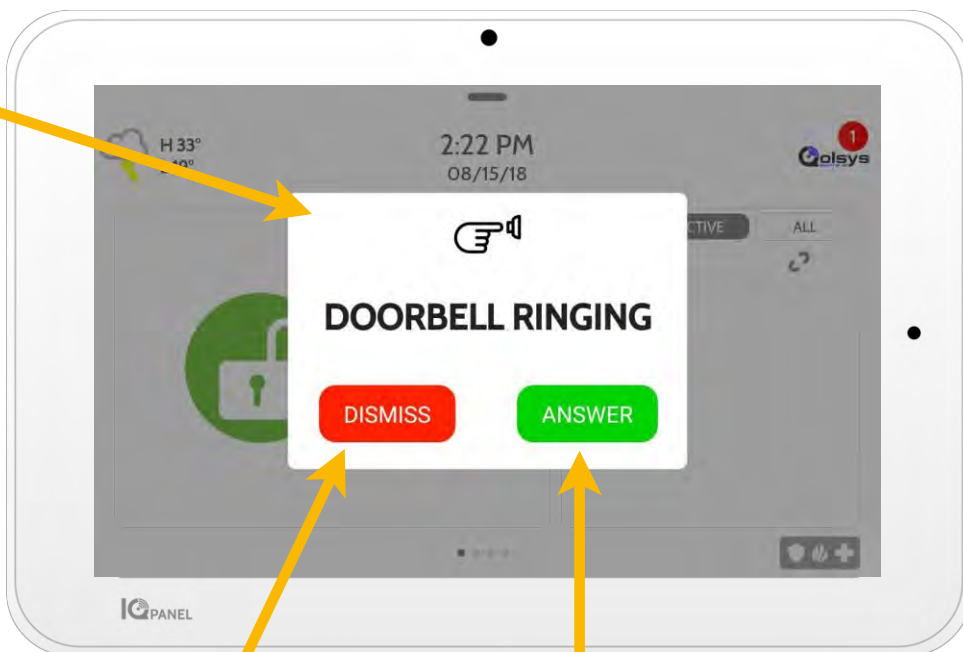 H 33°
2:22 PM
08/15/18
1
Qolsys
CTIVE
ALL
DOORBELL RINGING
DISMISS
ANSWER
IQ PANEL